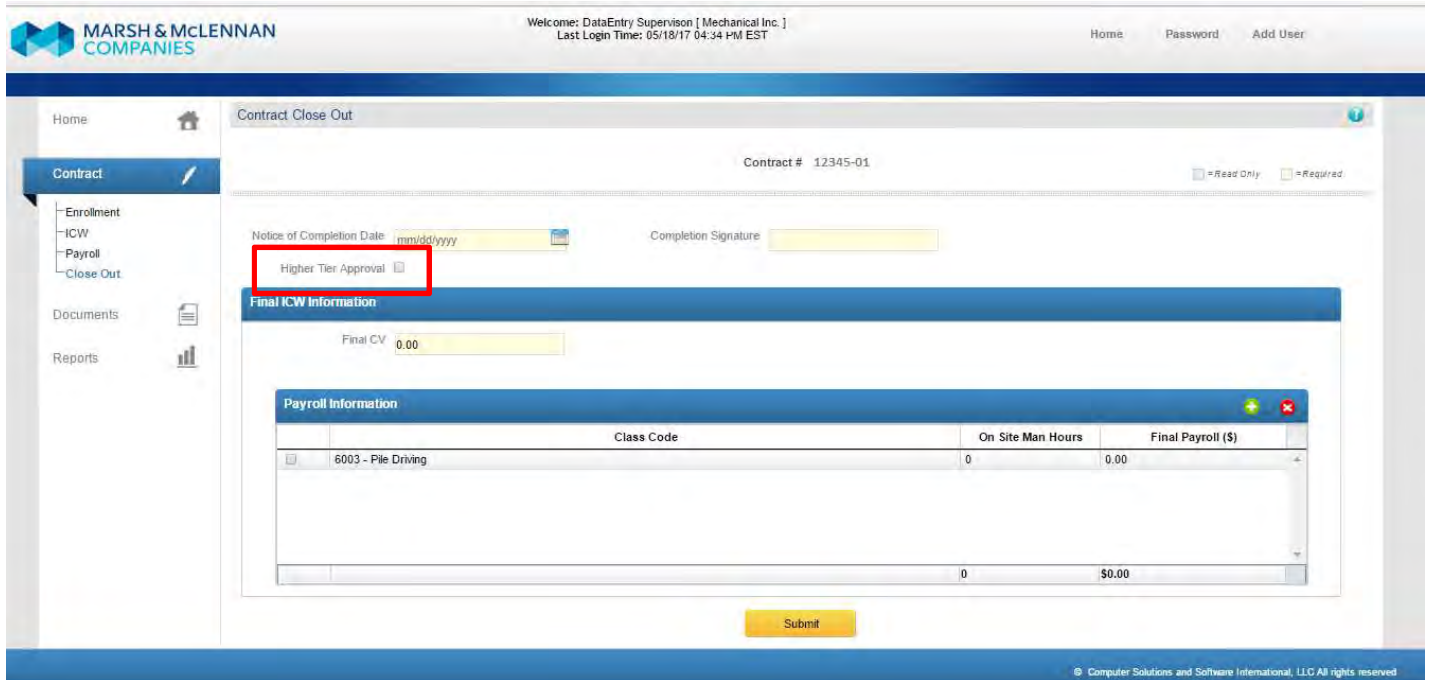 MARSH & McLENNAN
COMPANIES
Welcome: DataEntry Supervison [ Mechanical Inc. ]
Last Login Time: 05/18/17 04:34 PM EST
Home Password Add User
Home
Contract Close Out
Contract
Contract # 12345-01
=Read Only =Required
Enrollment
ICW
Payroll
Close Out
Notice of Completion Date mm/dd/yyyy Completion Signature
Higher Tier Approval
Documents
Final ICW Information
Reports
Final CV 0.00
Payroll Information
Class Code On Site Man Hours Final Payroll ($)
6003 - Pile Driving 0 0.00
0 $0.00
Submit
© Computer Solutions and Software International, LLC All rights reserved